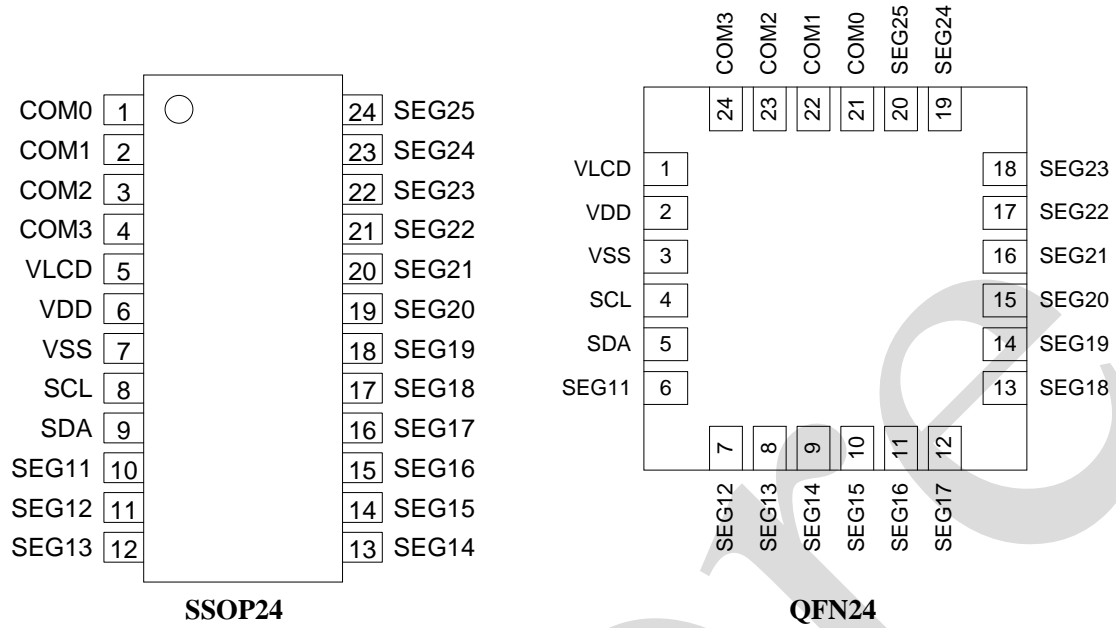 COM0 1 24 SEG25
COM1 2 23 SEG24
COM2 3 22 SEG23
COM3 4 21 SEG22
VLCD 5 20 SEG21
VDD 6 19 SEG20
VSS 7 18 SEG19
SCL 8 17 SEG18
SDA 9 16 SEG17
SEG11 10 15 SEG16
SEG12 11 14 SEG15
SEG13 12 13 SEG14
SSOP24
COM3 COM2 COM1 COM0 SEG25 SEG24
24 23 22 21 20 19
VLCD 1 18 SEG23
VDD 2 17 SEG22
VSS 3 16 SEG21
SCL 4 15 SEG20
SDA 5 14 SEG19
SEG11 6 13 SEG18
7 8 9 10 11 12
SEG12 SEG13 SEG14 SEG15 SEG16 SEG17
QFN24